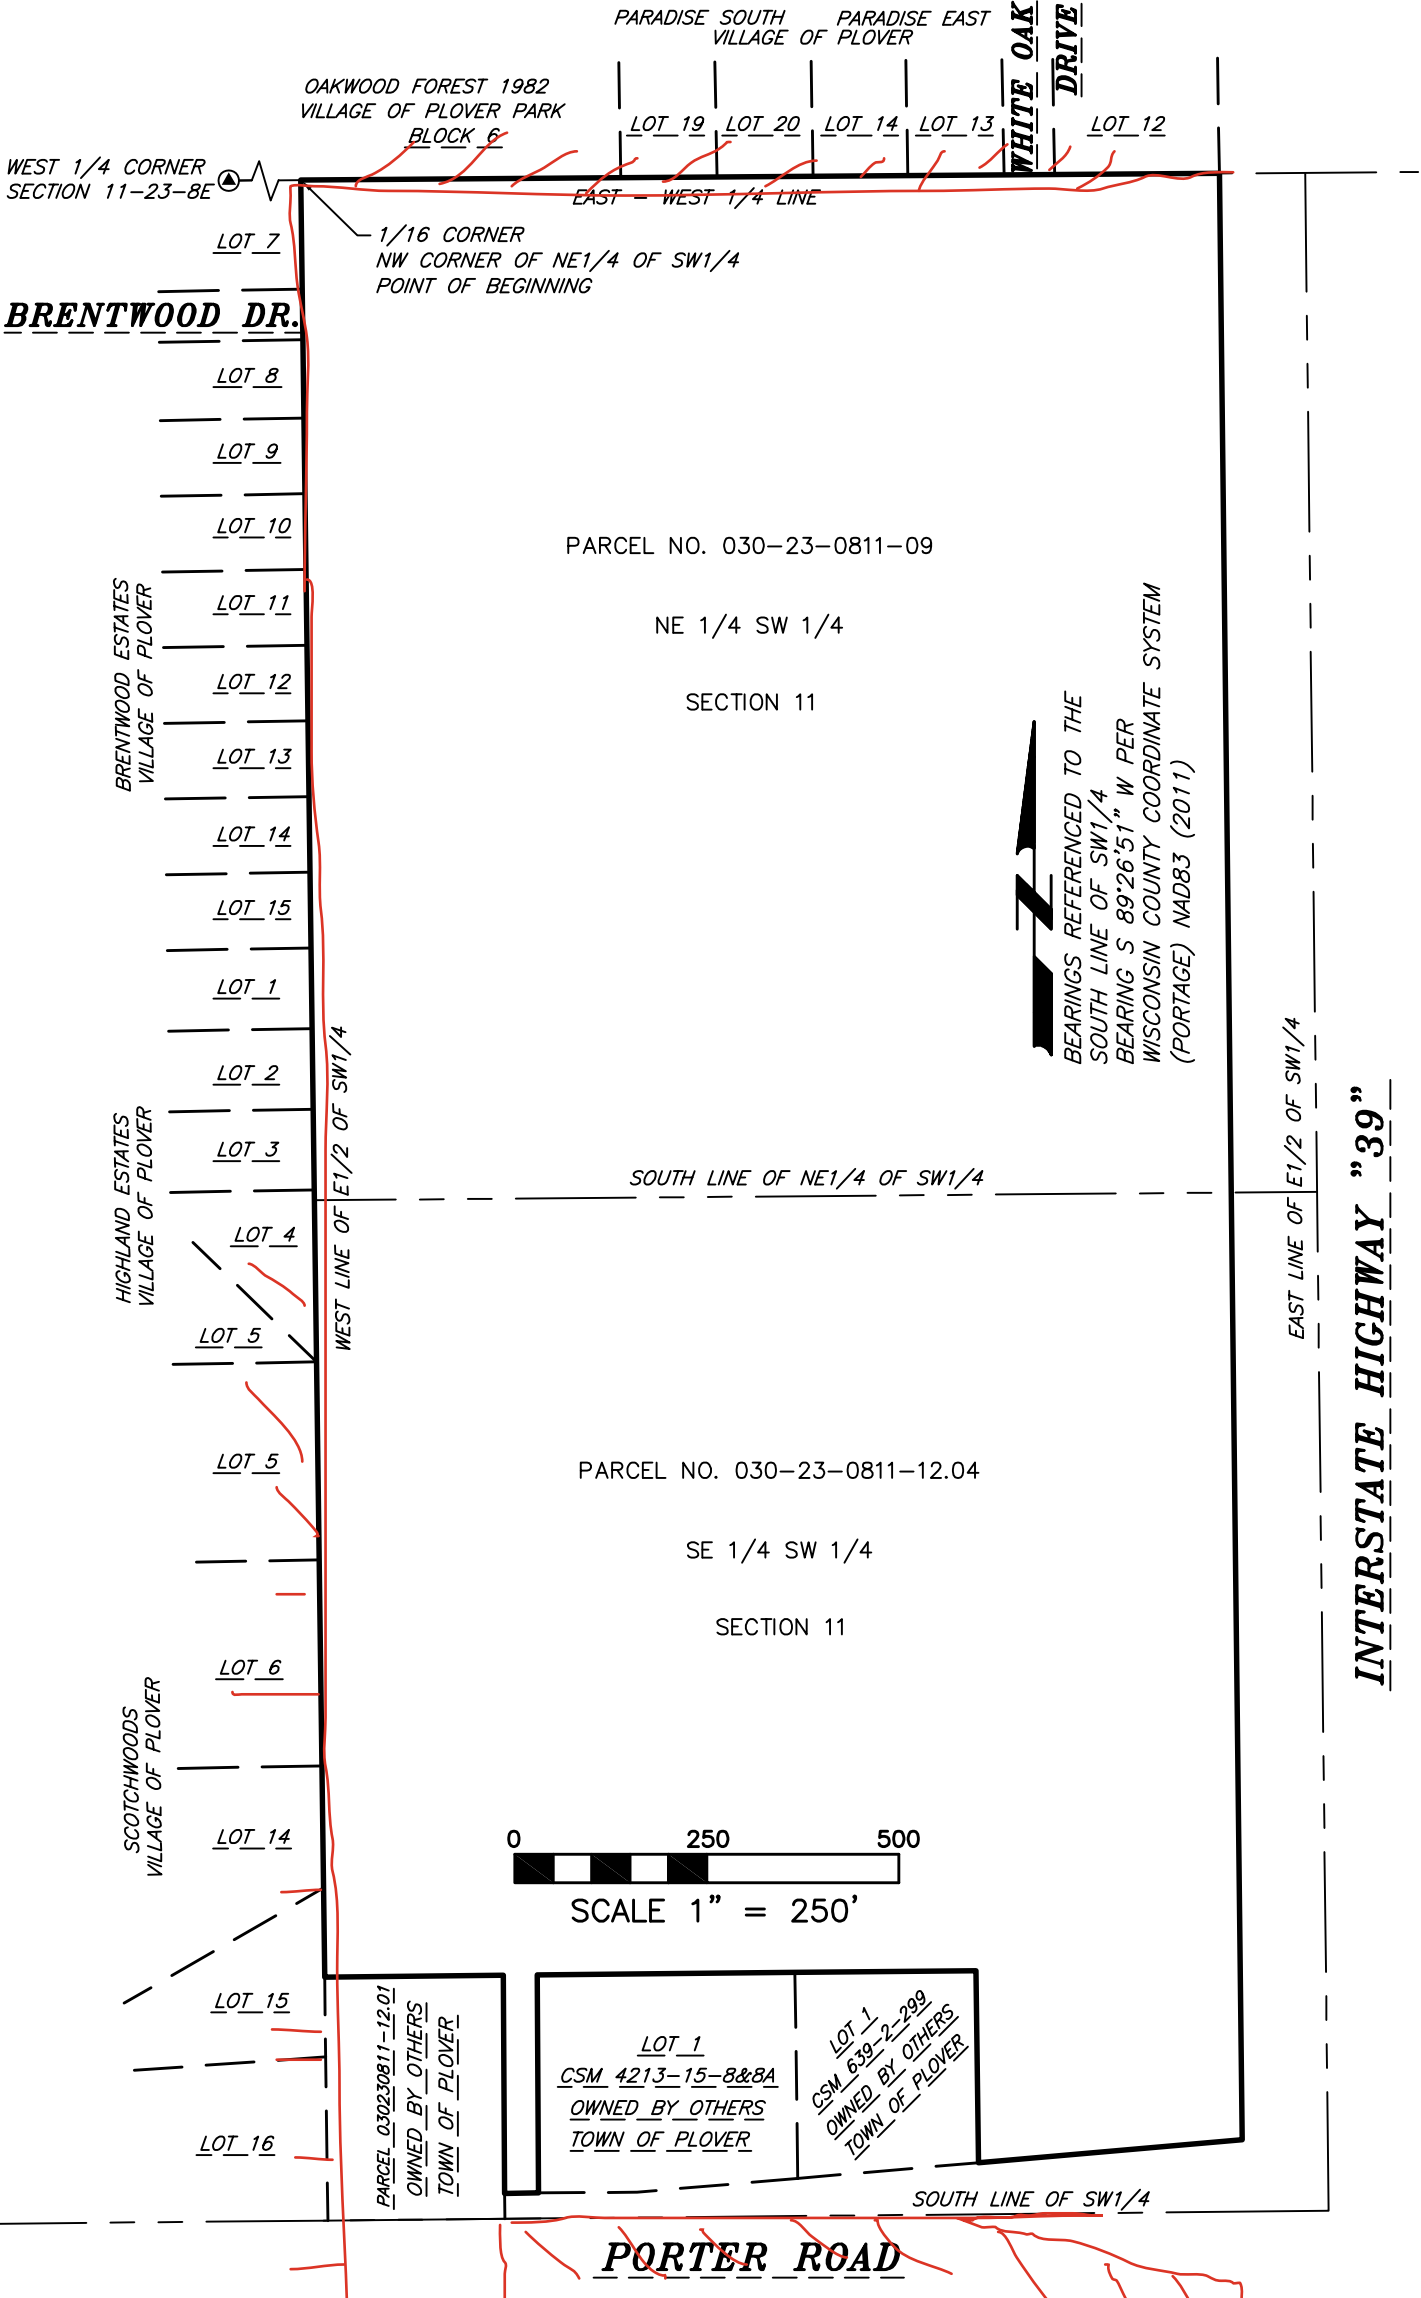 PARADISE SOUTH
PARADISE EAST
VILLAGE OF PLOVER
WHITE OAK
DRIVE
OAKWOOD FOREST 1982
VILLAGE OF PLOVER PARK
BLOCK 6
LOT 19
LOT 20
LOT 14
LOT 13
LOT 12
WEST 1/4 CORNER
SECTION 11-23-8E
EAST - WEST 1/4 LINE
1/16 CORNER
NW CORNER OF NE1/4 OF SW1/4
POINT OF BEGINNING
LOT 7
BRENTWOOD DR.
LOT 8
LOT 9
LOT 10
LOT 11
LOT 12
LOT 13
LOT 14
LOT 15
BRENTWOOD ESTATES
VILLAGE OF PLOVER
PARCEL NO. 030-23-0811-09
NE 1/4 SW 1/4
SECTION 11
BEARINGS REFERENCED TO THE
SOUTH LINE OF SW1/4
BEARING S 89°26'51" W PER
WISCONSIN COUNTY COORDINATE SYSTEM
(PORTAGE) NAD83 (2011)
N
LOT 1
LOT 2
LOT 3
LOT 4
LOT 5
HIGHLAND ESTATES
VILLAGE OF PLOVER
WEST LINE OF E1/2 OF SW1/4
SOUTH LINE OF NE1/4 OF SW1/4
EAST LINE OF E1/2 OF SW1/4
INTERSTATE HIGHWAY "39"
LOT 5
PARCEL NO. 030-23-0811-12.04
SE 1/4 SW 1/4
SECTION 11
LOT 6
SCOTCHWOODS
VILLAGE OF PLOVER
LOT 14
0 250 500
SCALE 1" = 250'
LOT 15
LOT 16
PARCEL 030230811-12.01
OWNED BY OTHERS
TOWN OF PLOVER
LOT 1
CSM 4213-15-8&8A
OWNED BY OTHERS
TOWN OF PLOVER
LOT 1
CSM 639-2-299
OWNED BY OTHERS
TOWN OF PLOVER
SOUTH LINE OF SW1/4
PORTER ROAD